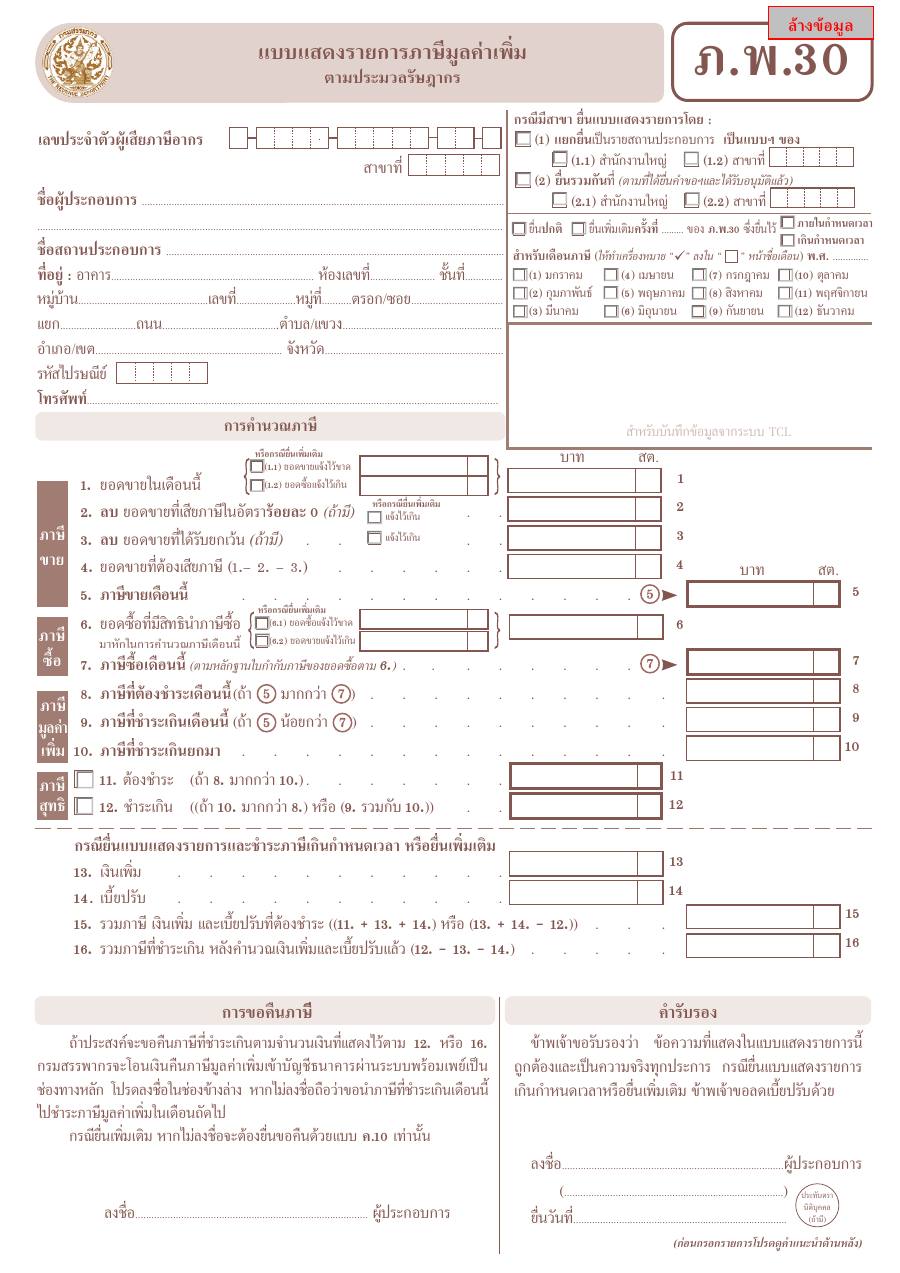 ล้างข้อมูล
แบบแสดงรายการภาษีมูลค่าเพิ่ม
ตามประมวลรัษฎากร
ภ.พ.30
เลขประจำตัวผู้เสียภาษีอากร
สาขาที่
ชื่อผู้ประกอบการ
ชื่อสถานประกอบการ
ที่อยู่ : อาคาร ห้องเลขที่ ชั้นที่
หมู่บ้าน เลขที่ หมู่ที่ ตรอก/ซอย
แยก ถนน ตำบล/แขวง
อำเภอ/เขต จังหวัด
รหัสไปรษณีย์
โทรศัพท์
กรณีมีสาขา ยื่นแบบแสดงรายการโดย :
(1) แยกยื่นเป็นรายสถานประกอบการ เป็นแบบฯ ของ
(1.1) สำนักงานใหญ่ (1.2) สาขาที่
(2) ยื่นรวมกันที่ (ตามที่ได้ยื่นคำขอฯและได้รับอนุมัติแล้ว)
(2.1) สำนักงานใหญ่ (2.2) สาขาที่
ยื่นปกติ ยื่นเพิ่มเติมครั้งที่ ........ ของ ภ.พ.30 ซึ่งยื่นไว้ ภายในกำหนดเวลา
เกินกำหนดเวลา
สำหรับเดือนภาษี (ให้ทำเครื่องหมาย "✓" ลงใน "☐" หน้าชื่อเดือน) พ.ศ. .............
(1) มกราคม (4) เมษายน (7) กรกฎาคม (10) ตุลาคม
(2) กุมภาพันธ์ (5) พฤษภาคม (8) สิงหาคม (11) พฤศจิกายน
(3) มีนาคม (6) มิถุนายน (9) กันยายน (12) ธันวาคม
สำหรับบันทึกข้อมูลจากระบบ TCL
การคำนวณภาษี
บาท สต.
ภาษีขาย
หรือกรณียื่นเพิ่มเติม
(1.1) ยอดขายแจ้งไว้ขาด
1. ยอดขายในเดือนนี้ 1
(1.2) ยอดซื้อแจ้งไว้เกิน
หรือกรณียื่นเพิ่มเติม
2. ลบ ยอดขายที่เสียภาษีในอัตราร้อยละ 0 (ถ้ามี) แจ้งไว้เกิน 2
3. ลบ ยอดขายที่ได้รับยกเว้น (ถ้ามี) แจ้งไว้เกิน 3
4. ยอดขายที่ต้องเสียภาษี (1.- 2. - 3.) 4
บาท สต.
5. ภาษีขายเดือนนี้ 5 5
ภาษีซื้อ
หรือกรณียื่นเพิ่มเติม
6. ยอดซื้อที่มีสิทธินำภาษีซื้อ (6.1) ยอดซื้อแจ้งไว้ขาด 6
มาหักในการคำนวณภาษีเดือนนี้ (6.2) ยอดขายแจ้งไว้เกิน
7. ภาษีซื้อเดือนนี้ (ตามหลักฐานใบกำกับภาษีของยอดซื้อตาม 6.) 7 7
ภาษีมูลค่าเพิ่ม
8. ภาษีที่ต้องชำระเดือนนี้ (ถ้า 5 มากกว่า 7) 8
9. ภาษีที่ชำระเกินเดือนนี้ (ถ้า 5 น้อยกว่า 7) 9
10. ภาษีที่ชำระเกินยกมา 10
ภาษีสุทธิ
11. ต้องชำระ (ถ้า 8. มากกว่า 10.) 11
12. ชำระเกิน ((ถ้า 10. มากกว่า 8.) หรือ (9. รวมกับ 10.)) 12
กรณียื่นแบบแสดงรายการและชำระภาษีเกินกำหนดเวลา หรือยื่นเพิ่มเติม
13. เงินเพิ่ม 13
14. เบี้ยปรับ 14
15. รวมภาษี เงินเพิ่ม และเบี้ยปรับที่ต้องชำระ ((11. + 13. + 14.) หรือ (13. + 14. - 12.)) 15
16. รวมภาษีที่ชำระเกิน หลังคำนวณเงินเพิ่มและเบี้ยปรับแล้ว (12. - 13. - 14.) 16
การขอคืนภาษี
ถ้าประสงค์จะขอคืนภาษีที่ชำระเกินตามจำนวนเงินที่แสดงไว้ตาม 12. หรือ 16.
กรมสรรพากรจะโอนเงินคืนภาษีมูลค่าเพิ่มเข้าบัญชีธนาคารผ่านระบบพร้อมเพย์เป็น
ช่องทางหลัก โปรดลงชื่อในช่องข้างล่าง หากไม่ลงชื่อถือว่าขอนำภาษีที่ชำระเกินเดือนนี้
ไปชำระภาษีมูลค่าเพิ่มในเดือนถัดไป
กรณียื่นเพิ่มเติม หากไม่ลงชื่อจะต้องยื่นขอคืนด้วยแบบ ค.10 เท่านั้น
ลงชื่อ ผู้ประกอบการ
คำรับรอง
ข้าพเจ้าขอรับรองว่า ข้อความที่แสดงในแบบแสดงรายการนี้
ถูกต้องและเป็นความจริงทุกประการ กรณียื่นแบบแสดงรายการ
เกินกำหนดเวลาหรือยื่นเพิ่มเติม ข้าพเจ้าขอลดเบี้ยปรับด้วย
ลงชื่อ ผู้ประกอบการ
( )
ยื่นวันที่
ประทับตรา
นิติบุคคล
(ถ้ามี)
(ก่อนกรอกรายการโปรดดูคำแนะนำด้านหลัง)